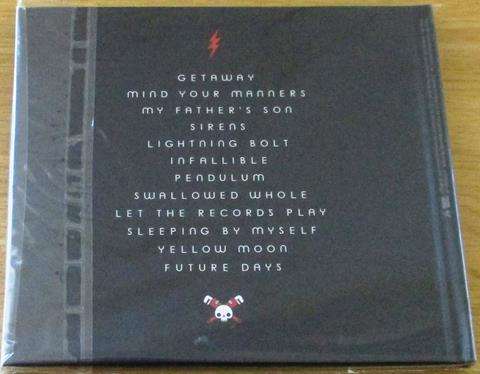 GETAWAY
MIND YOUR MANNERS
MY FATHER'S SON
SIRENS
LIGHTNING BOLT
INFALLIBLE
PENDULUM
SWALLOWED WHOLE
LET THE RECORDS PLAY
SLEEPING BY MYSELF
YELLOW MOON
FUTURE DAYS